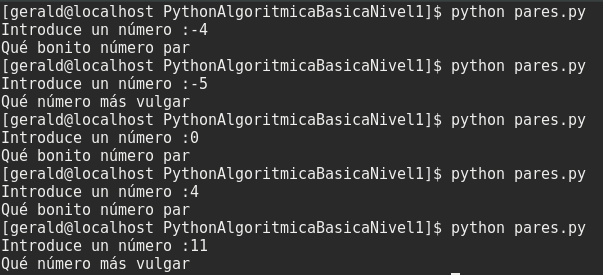 [gerald@localhost PythonAlgoritmicaBasicaNivel1]$ python pares.py
Introduce un número :-4
Qué bonito número par
[gerald@localhost PythonAlgoritmicaBasicaNivel1]$ python pares.py
Introduce un número :-5
Qué número más vulgar
[gerald@localhost PythonAlgoritmicaBasicaNivel1]$ python pares.py
Introduce un número :0
Qué bonito número par
[gerald@localhost PythonAlgoritmicaBasicaNivel1]$ python pares.py
Introduce un número :4
Qué bonito número par
[gerald@localhost PythonAlgoritmicaBasicaNivel1]$ python pares.py
Introduce un número :11
Qué número más vulgar